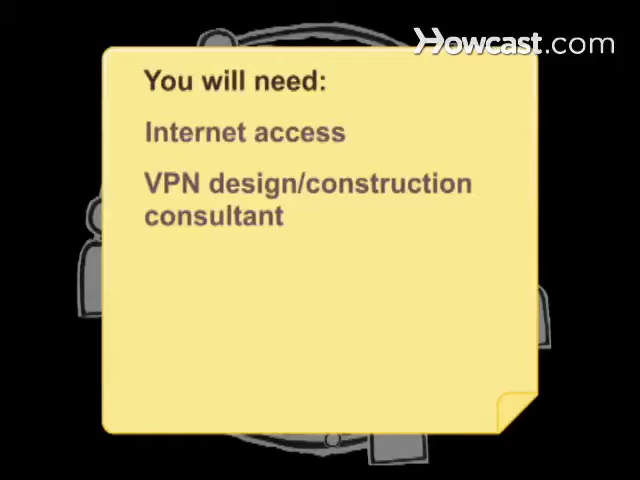 Howcast.com
You will need:
Internet access
VPN design/construction
consultant